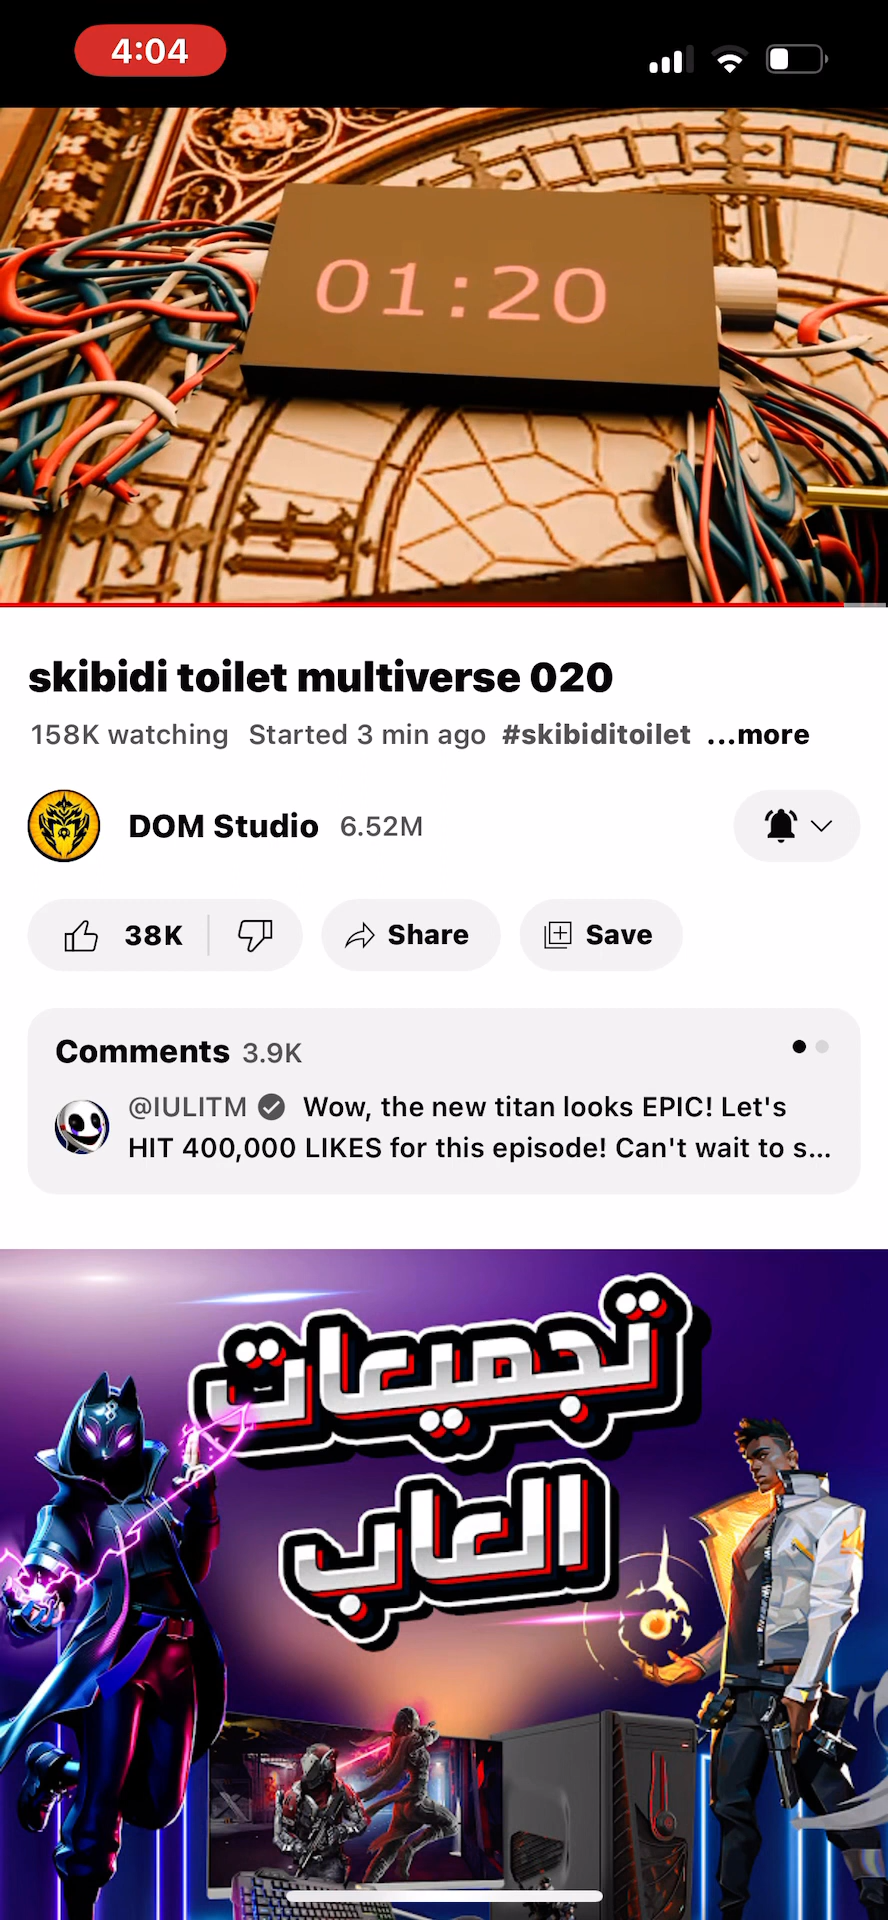 4:04
01:20
skibidi toilet multiverse 020
158K watching Started 3 min ago #skibiditoilet ...more
DOM Studio 6.52M
38K Share Save
Comments 3.9K
@IULITM Wow, the new titan looks EPIC! Let's
HIT 400,000 LIKES for this episode! Can't wait to s...
تجميعات
العاب